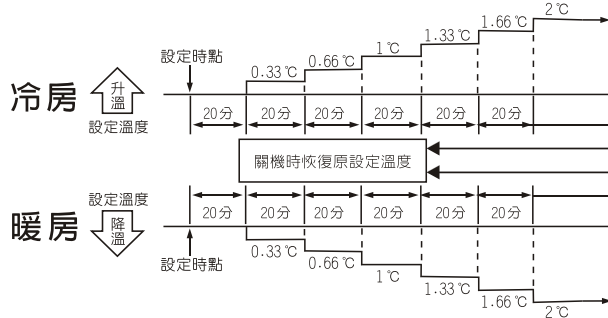 2℃
1.66℃
1.33℃
1℃
0.66℃
0.33℃
設定時點
冷房
升溫
設定溫度
20分 20分 20分 20分 20分 20分
關機時恢復原設定溫度
設定溫度
降溫
暖房
20分 20分 20分 20分 20分 20分
設定時點
0.33℃
0.66℃
1℃
1.33℃
1.66℃
2℃